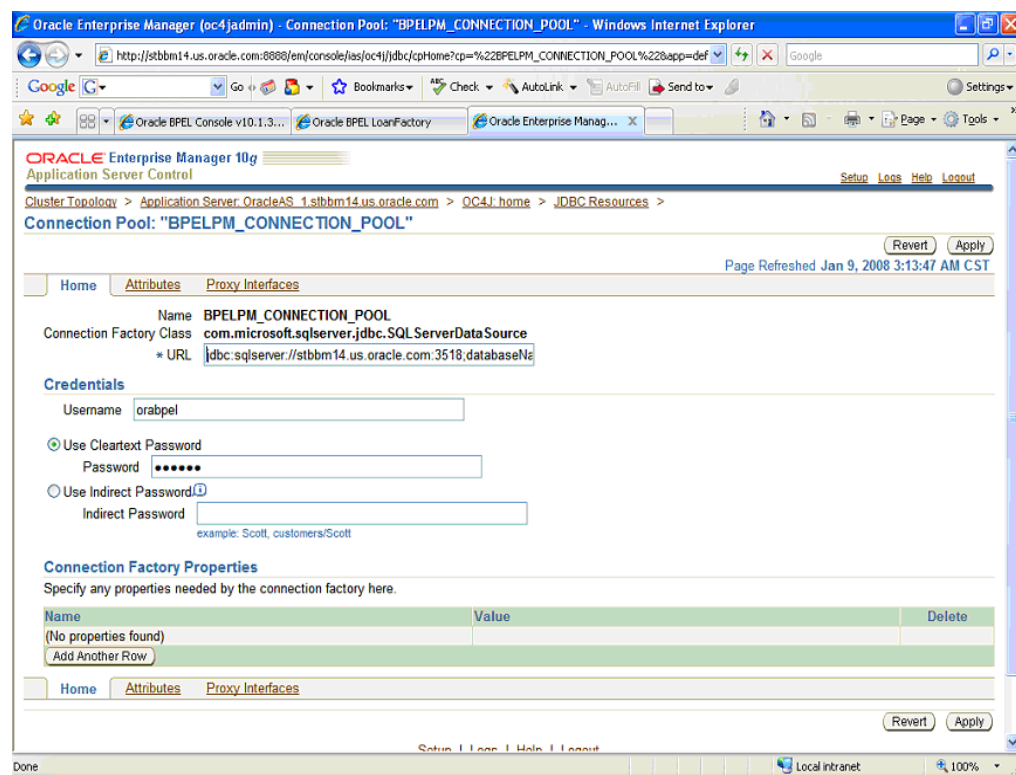 Oracle Enterprise Manager (oc4jadmin) - Connection Pool: "BPELPM_CONNECTION_POOL" - Windows Internet Explorer
http://stbbm14.us.oracle.com:8888/em/console/ias/oc4j/jdbc/cpHome?cp=%22BPELPM_CONNECTION_POOL%22&app=def
Google
Google G
Go
Bookmarks
ABC Check
AutoLink
AutoFill
Send to
Settings
Oracle BPEL Console v10.1.3...
Oracle BPEL LoanFactory
Oracle Enterprise Manag... X
Page
Tools
»
ORACLE Enterprise Manager 10g
Application Server Control
Setup Logs Help Logout
Cluster Topology > Application Server: OracleAS_1.stbbm14.us.oracle.com > OC4J: home > JDBC Resources >
Connection Pool: "BPELPM_CONNECTION_POOL"
Revert Apply
Page Refreshed Jan 9, 2008 3:13:47 AM CST
Home Attributes Proxy Interfaces
Name BPELPM_CONNECTION_POOL
Connection Factory Class com.microsoft.sqlserver.jdbc.SQLServerDataSource
* URL jdbc:sqlserver://stbbm14.us.oracle.com:3518;databaseNa
Credentials
Username orabpel
Use Cleartext Password
Password ••••••
Use Indirect Password i
Indirect Password
example: Scott, customers/Scott
Connection Factory Properties
Specify any properties needed by the connection factory here.
Name Value Delete
(No properties found)
Add Another Row
Home Attributes Proxy Interfaces
Revert Apply
Setup | Logs | Help | Logout
Done
Local intranet
100%